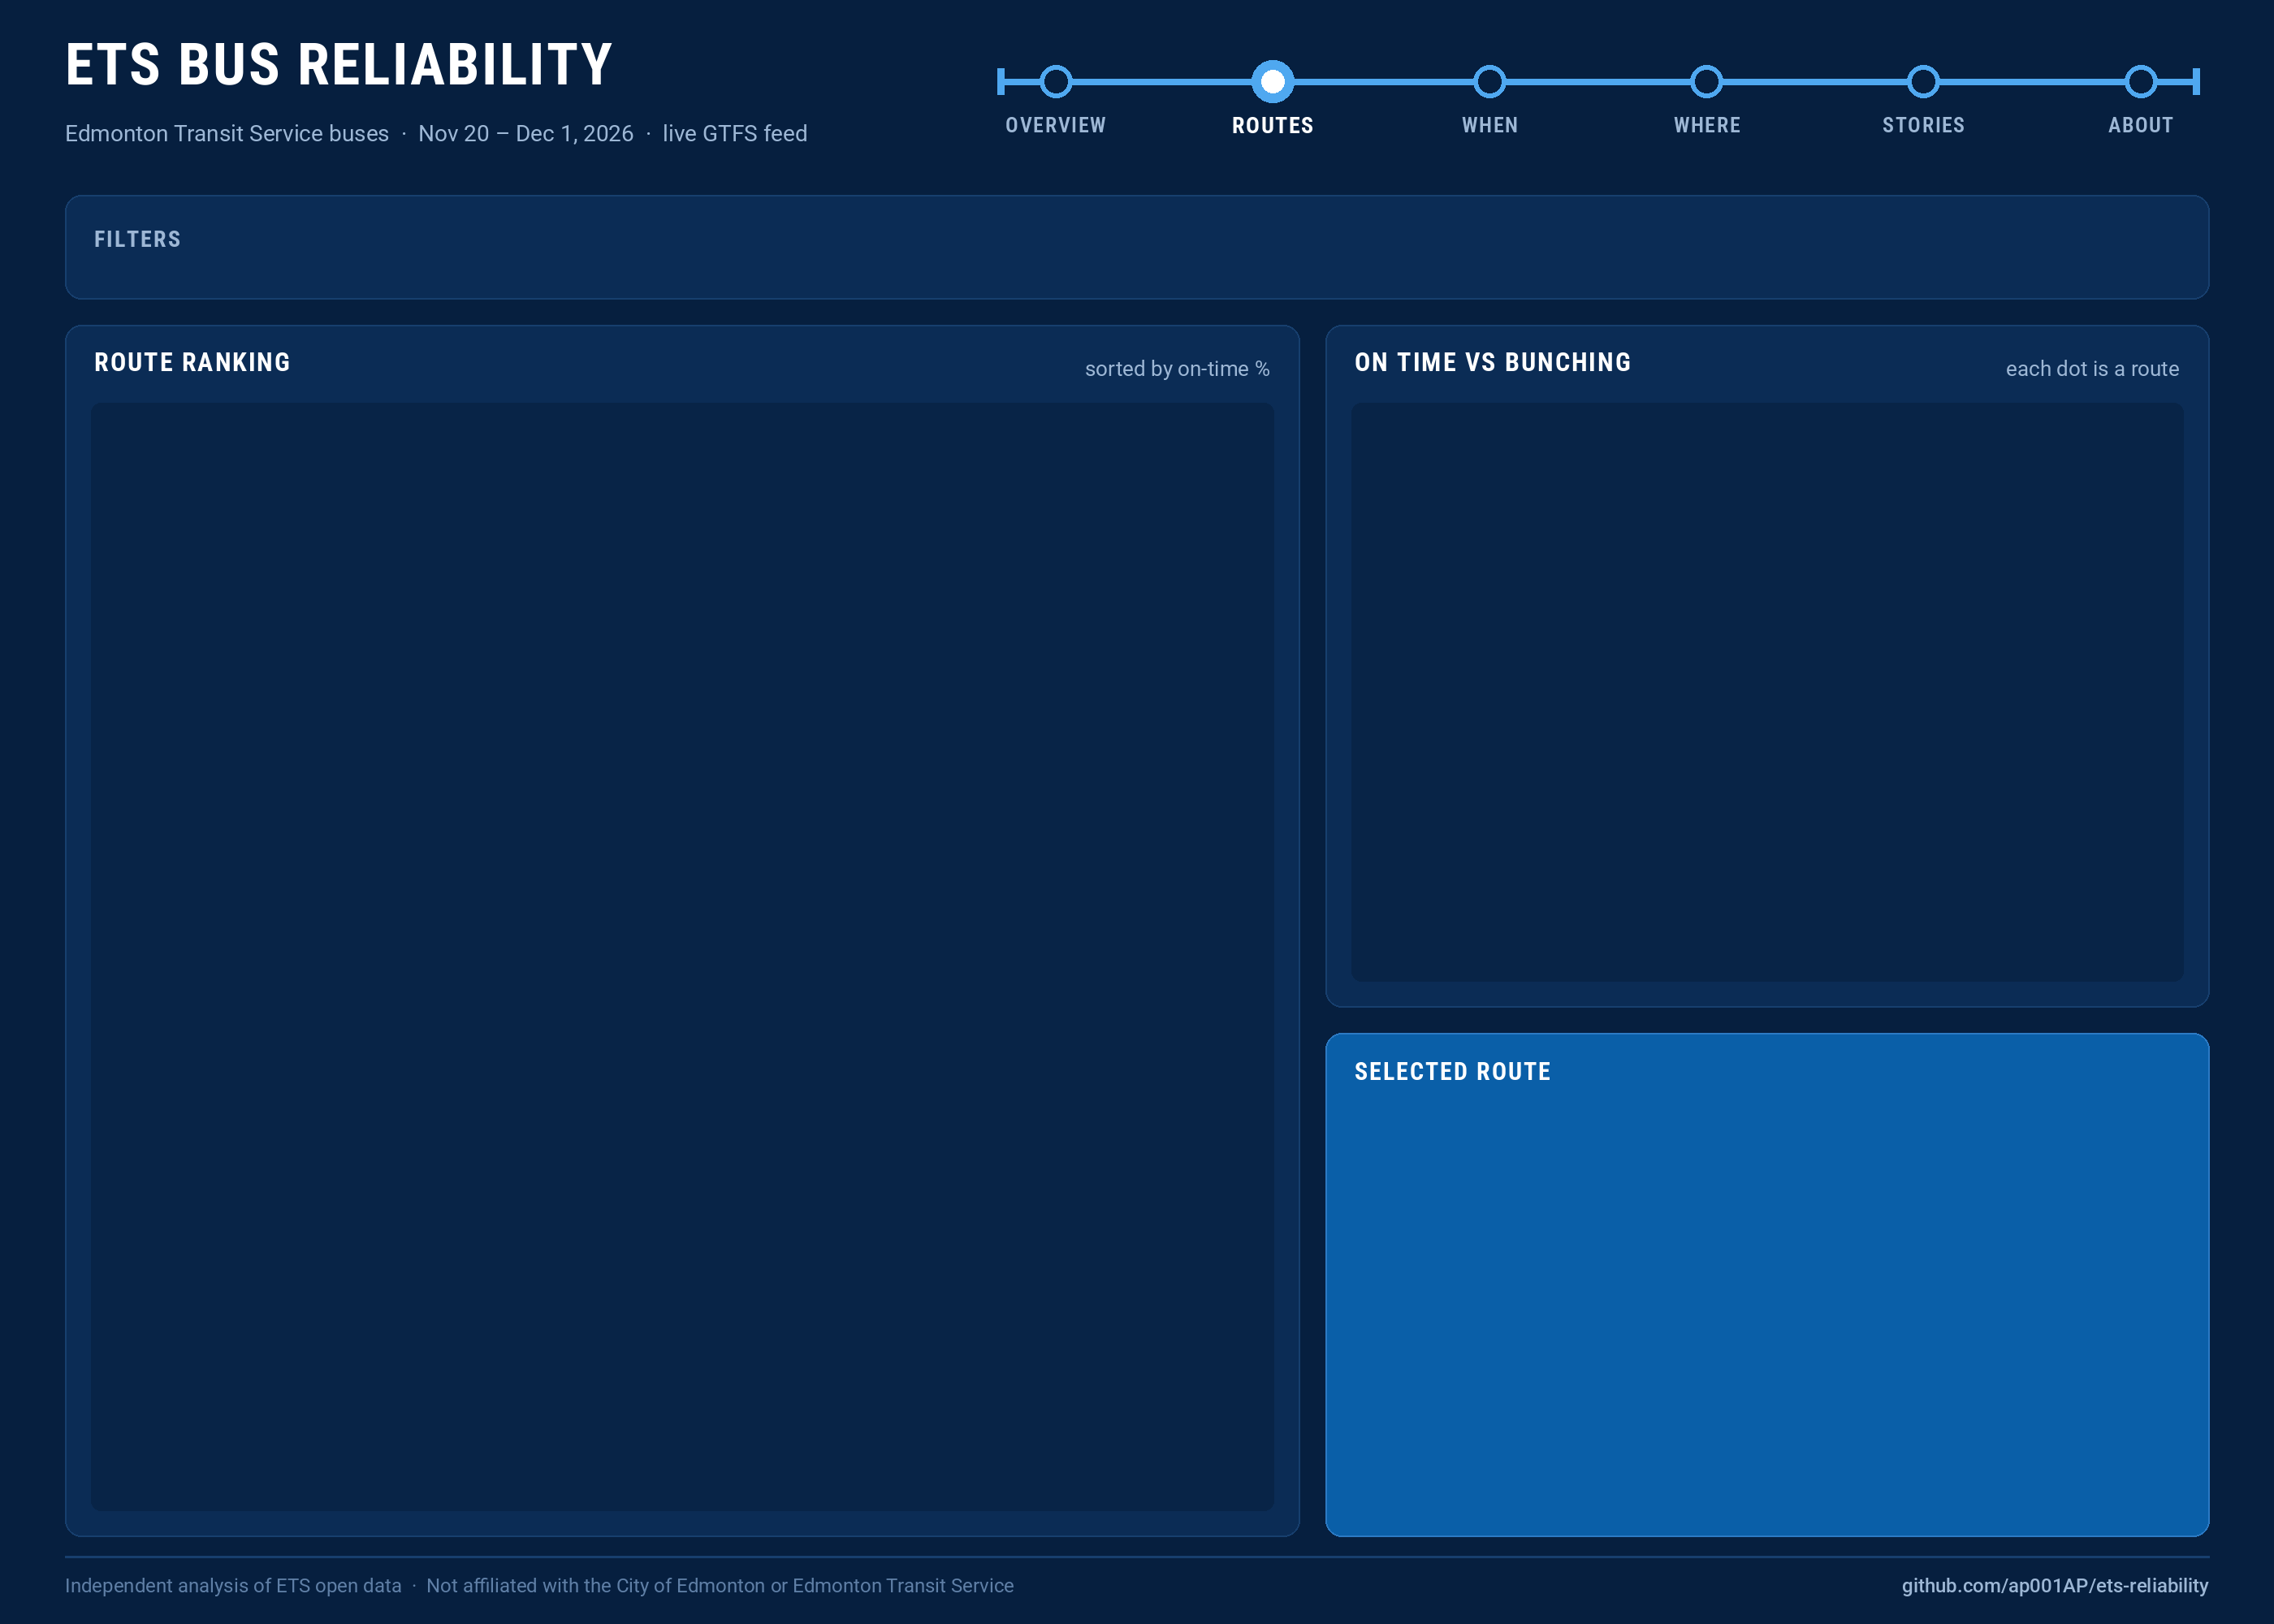 ETS BUS RELIABILITY
Edmonton Transit Service buses · Nov 20 – Dec 1, 2026 · live GTFS feed
OVERVIEW ROUTES WHEN WHERE STORIES ABOUT
FILTERS
ROUTE RANKING
sorted by on-time %
ON TIME VS BUNCHING
each dot is a route
SELECTED ROUTE
Independent analysis of ETS open data · Not affiliated with the City of Edmonton or Edmonton Transit Service
github.com/ap001AP/ets-reliability